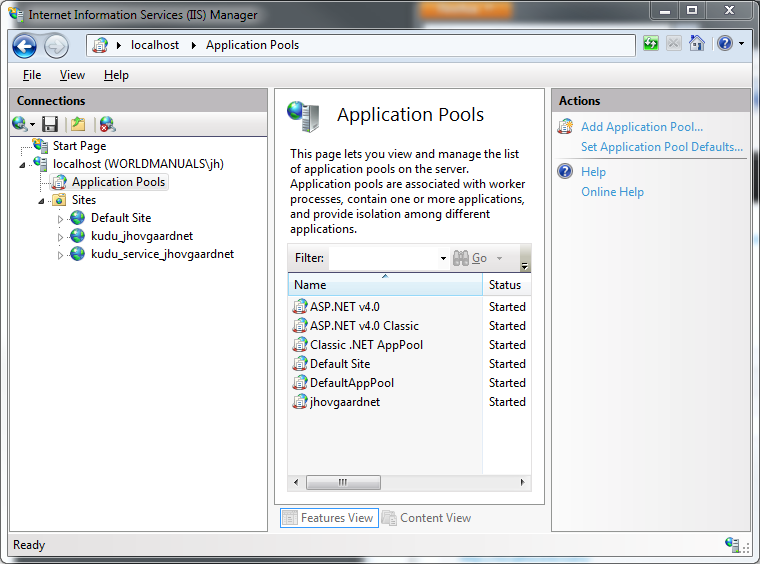 Internet Information Services (IIS) Manager
localhost
Application Pools
File View Help
Connections
Start Page
localhost (WORLDMANUALS\jh)
Application Pools
Sites
Default Site
kudu_jhovgaardnet
kudu_service_jhovgaardnet
Application Pools
This page lets you view and manage the list
of application pools on the server.
Application pools are associated with worker
processes, contain one or more applications,
and provide isolation among different
applications.
Filter: Go
Name Status
ASP.NET v4.0 Started
ASP.NET v4.0 Classic Started
Classic .NET AppPool Started
Default Site Started
DefaultAppPool Started
jhovgaardnet Started
Features View Content View
Actions
Add Application Pool...
Set Application Pool Defaults...
Help
Online Help
Ready